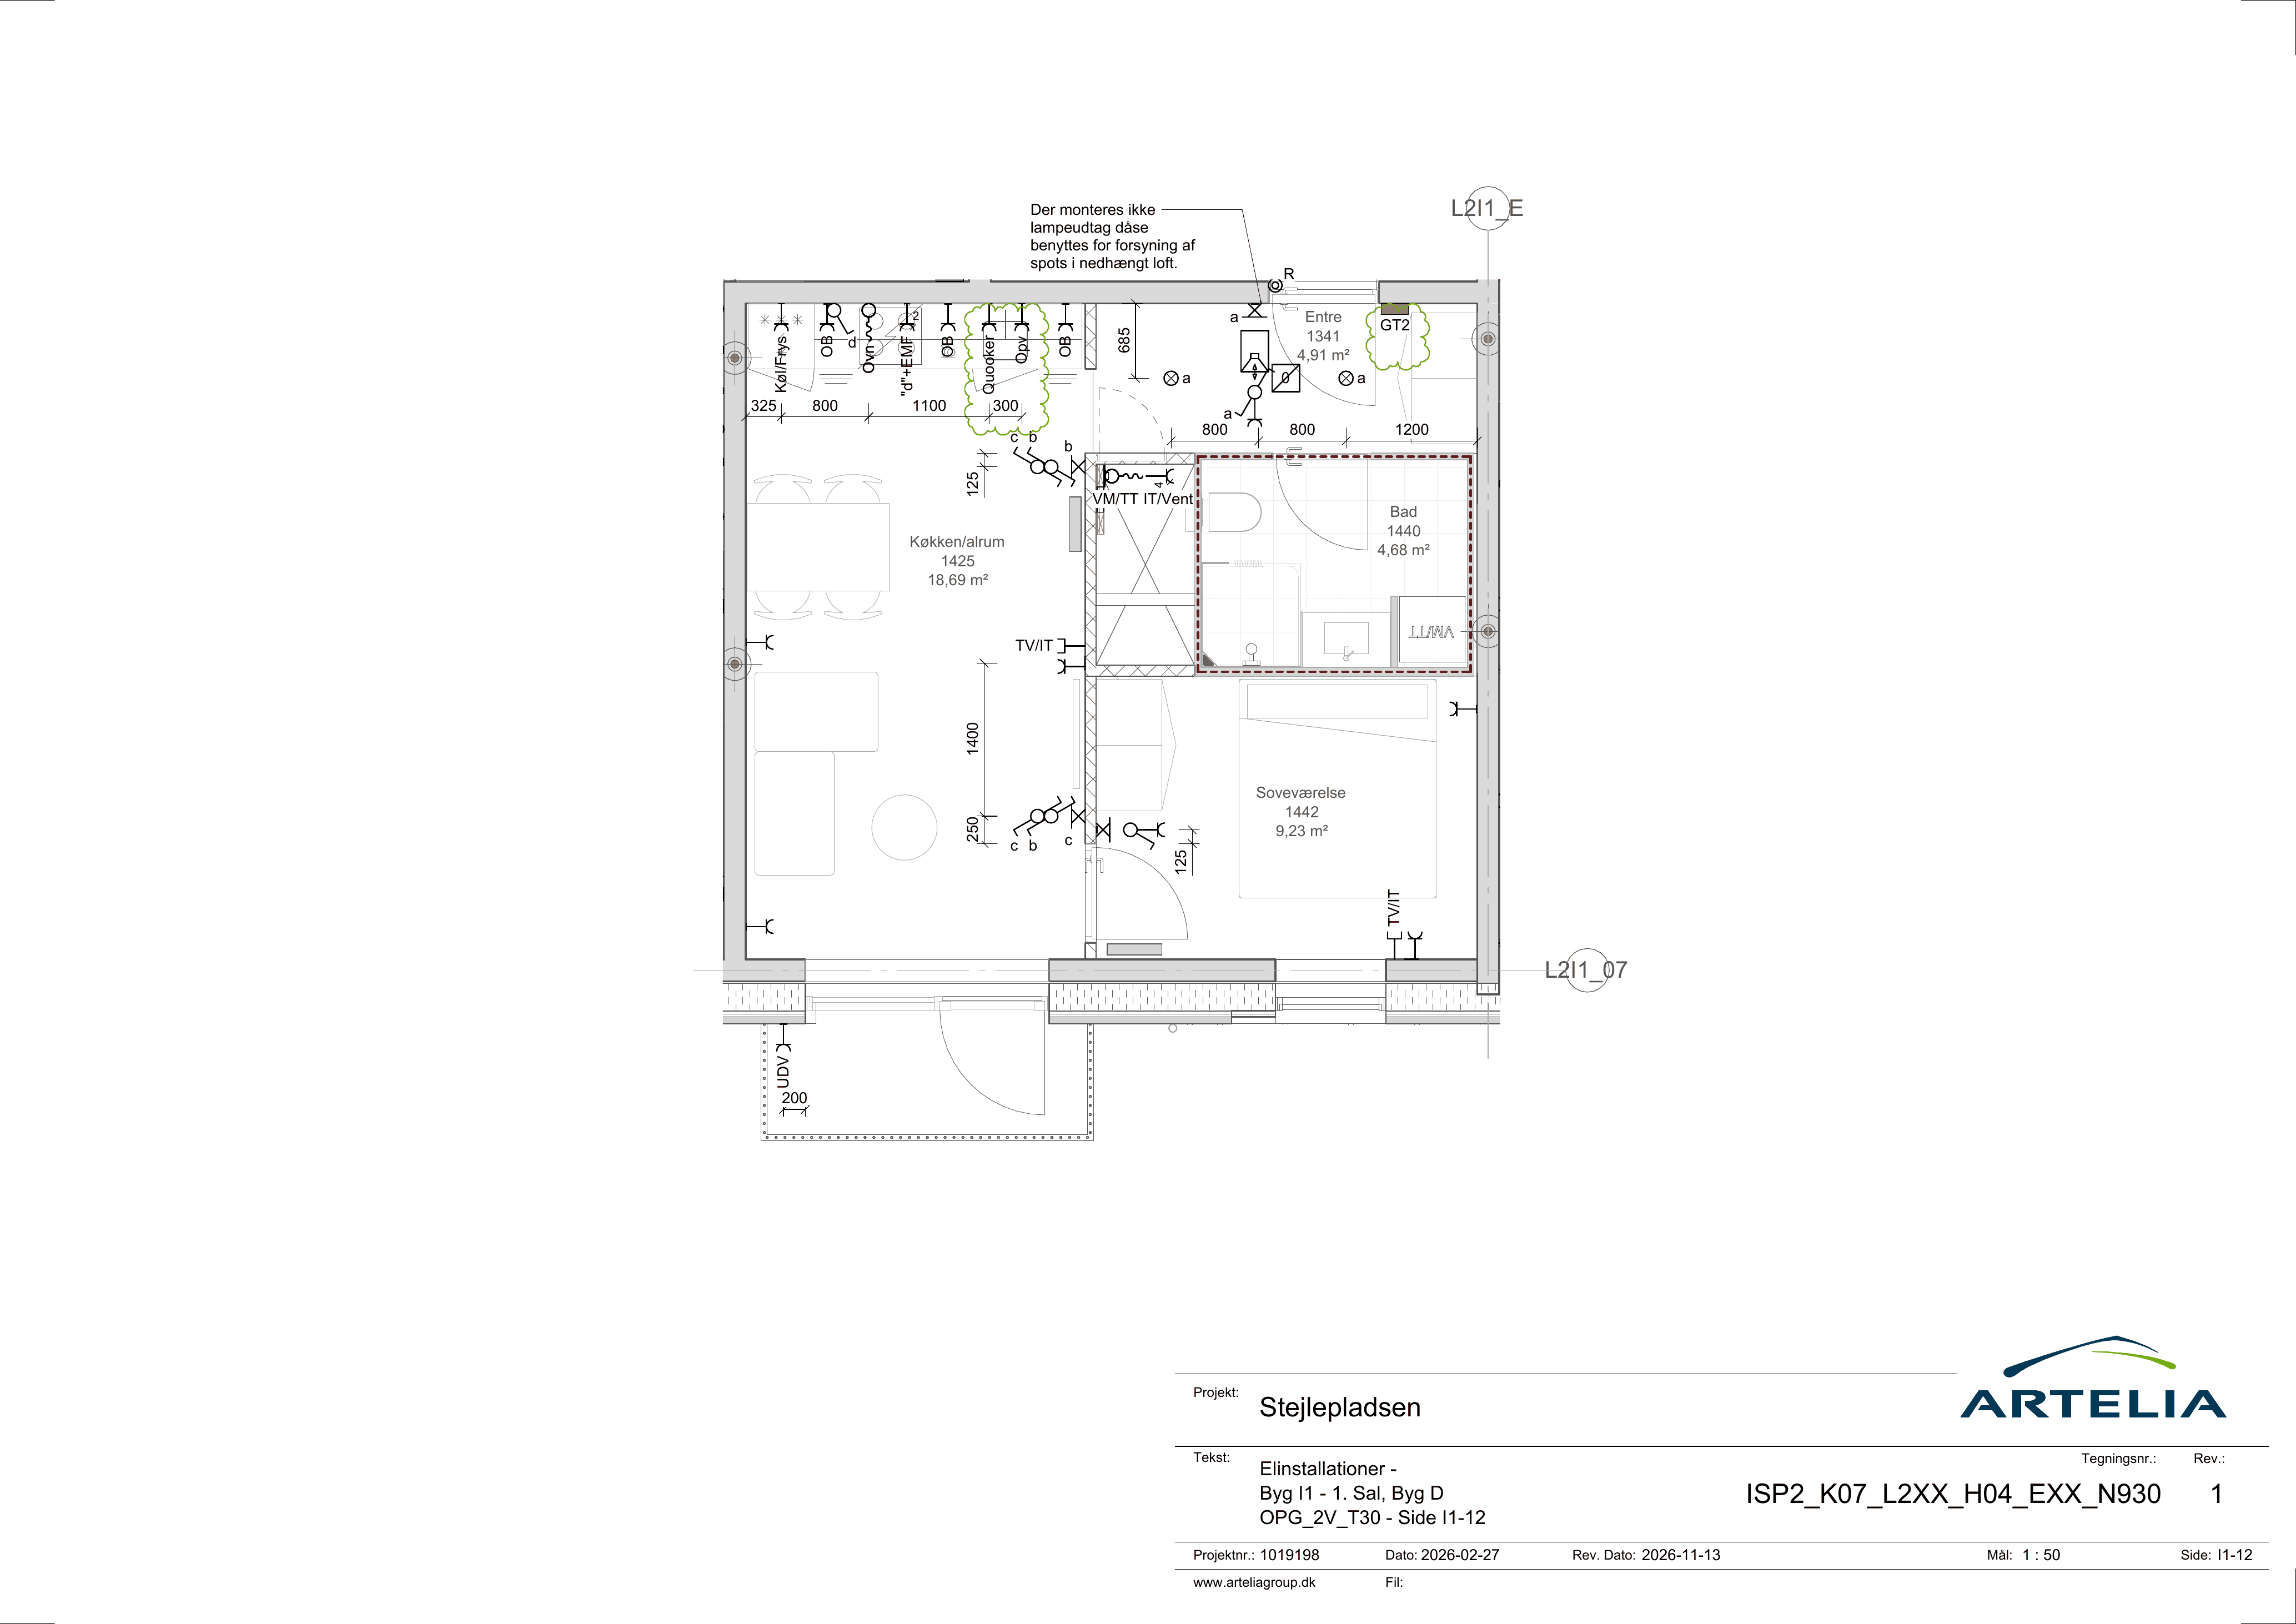 Der monteres ikke
lampeudtag dåse
benyttes for forsyning af
spots i nedhængt loft.
L2I1_E
R
a
Entre
1341
4,91 m²
GT2
685
a
a
0
a
Køl/Frys
OB
d
Ovn
2
"d"+EMF
OB
Quooker
Opv
OB
325
800
1100
300
800
800
1200
c
b
b
125
4
VM/TT IT/Vent
Bad
1440
4,68 m²
Køkken/alrum
1425
18,69 m²
VM/TT
TV/IT
1400
250
c
b
c
125
Soveværelse
1442
9,23 m²
TV/IT
L2I1_07
UDV
200
ARTELIA
Projekt:
Stejlepladsen
Tekst:
Elinstallationer -
Byg I1 - 1. Sal, Byg D
OPG_2V_T30 - Side I1-12
Tegningsnr.:
Rev.:
ISP2_K07_L2XX_H04_EXX_N930
1
Projektnr.: 1019198
Dato: 2026-02-27
Rev. Dato: 2026-11-13
Mål: 1 : 50
Side: I1-12
www.arteliagroup.dk
Fil: